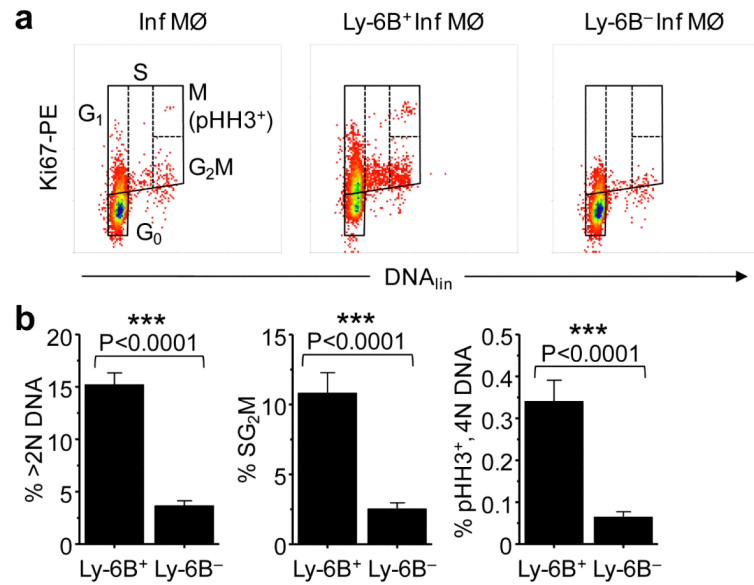 a
Inf MØ
Ly-6B⁺ Inf MØ
Ly-6B⁻ Inf MØ
Ki67-PE
G₁
S
M
(pHH3⁺)
G₂M
G₀
DNAlin
b
% >2N DNA
20
15
10
5
0
***
P<0.0001
Ly-6B⁺ Ly-6B⁻
% SG₂M
15
10
5
0
***
P<0.0001
Ly-6B⁺ Ly-6B⁻
% pHH3⁺, 4N DNA
0.5
0.4
0.3
0.2
0.1
0
***
P<0.0001
Ly-6B⁺ Ly-6B⁻